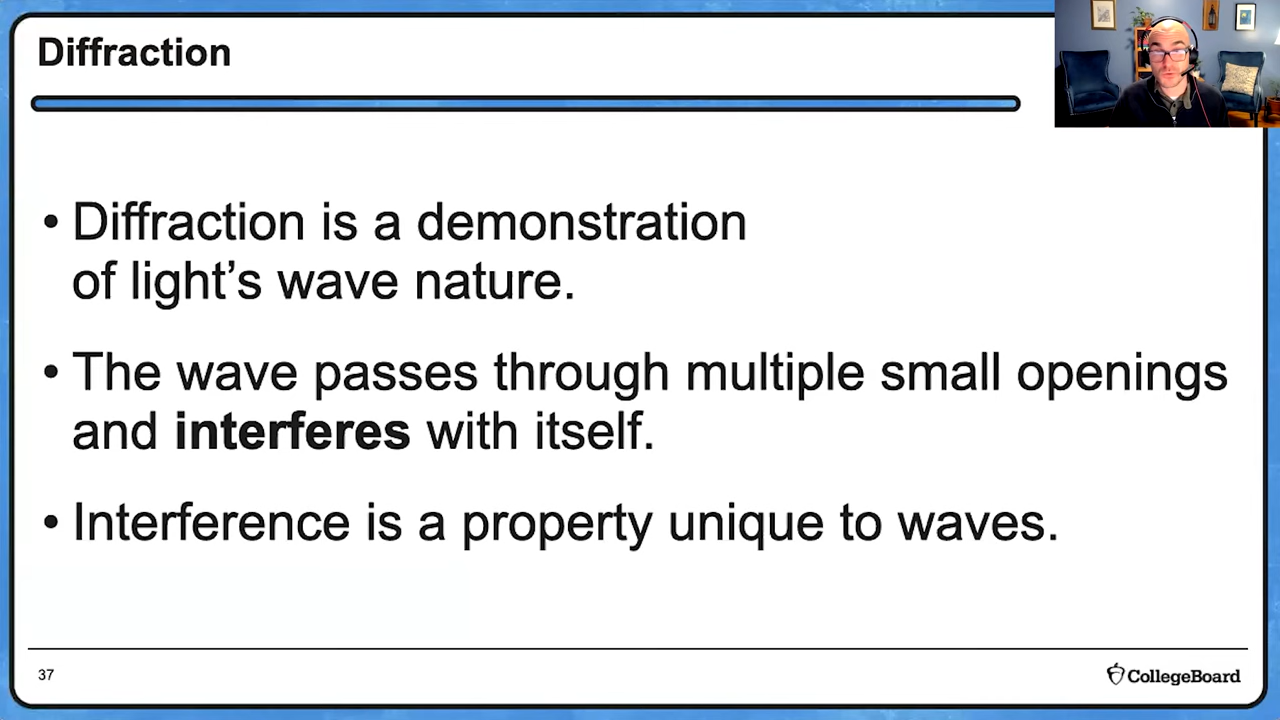 Diffraction
• Diffraction is a demonstration
of light’s wave nature.
• The wave passes through multiple small openings
and interferes with itself.
• Interference is a property unique to waves.
37
CollegeBoard